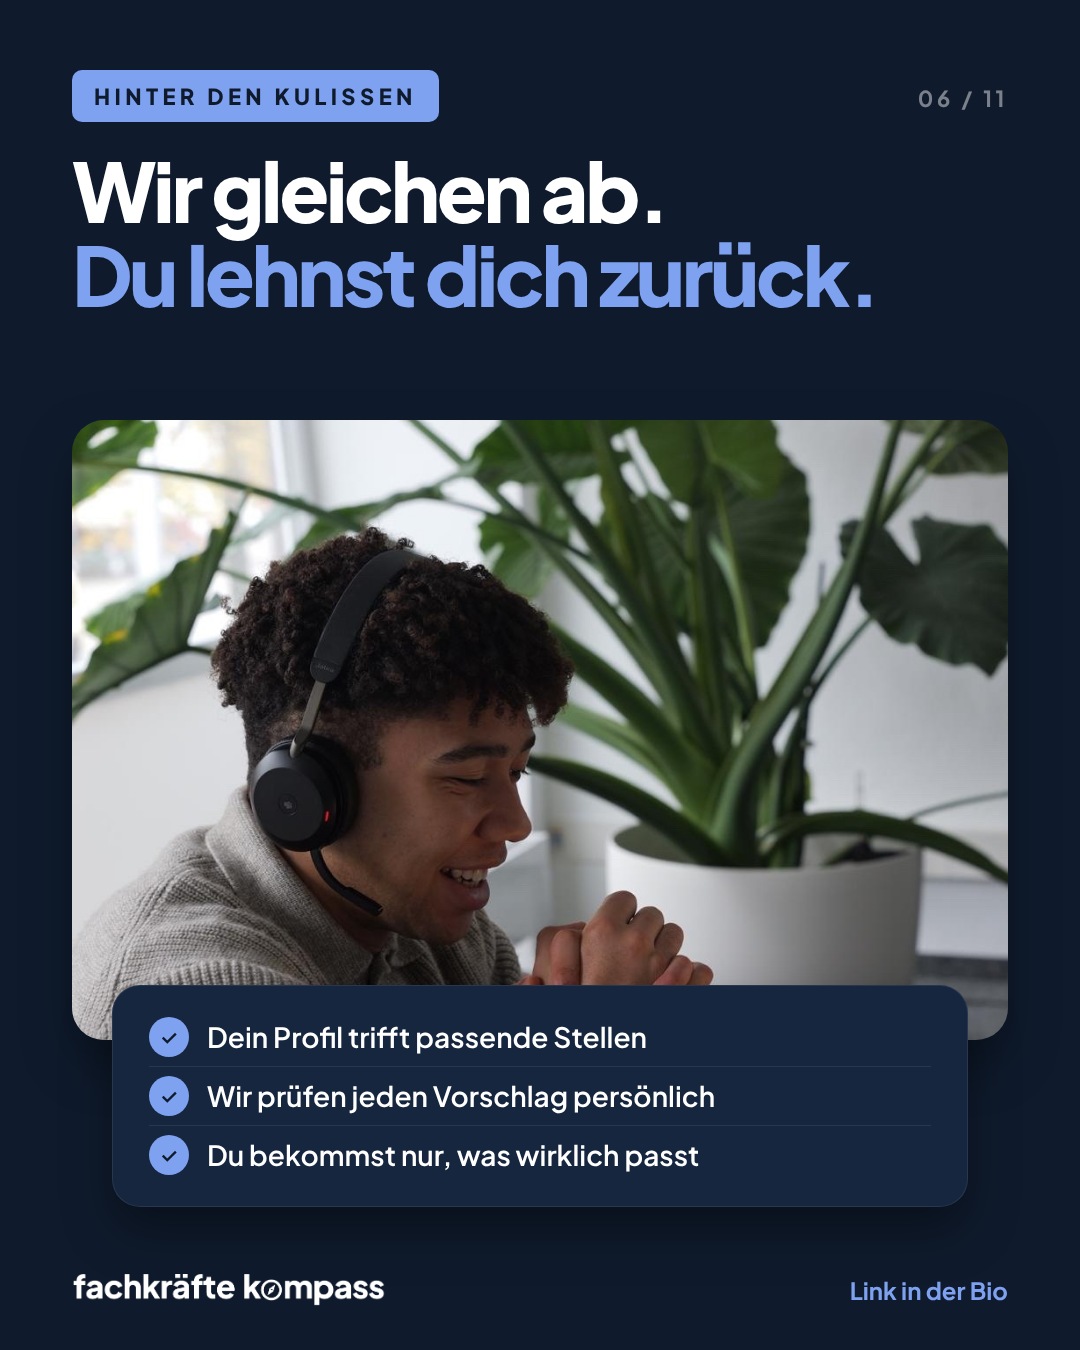 HINTER DEN KULISSEN
06 / 11
Wir gleichen ab.
Du lehnst dich zurück.
Dein Profil trifft passende Stellen
Wir prüfen jeden Vorschlag persönlich
Du bekommst nur, was wirklich passt
fachkräfte kompass
Link in der Bio